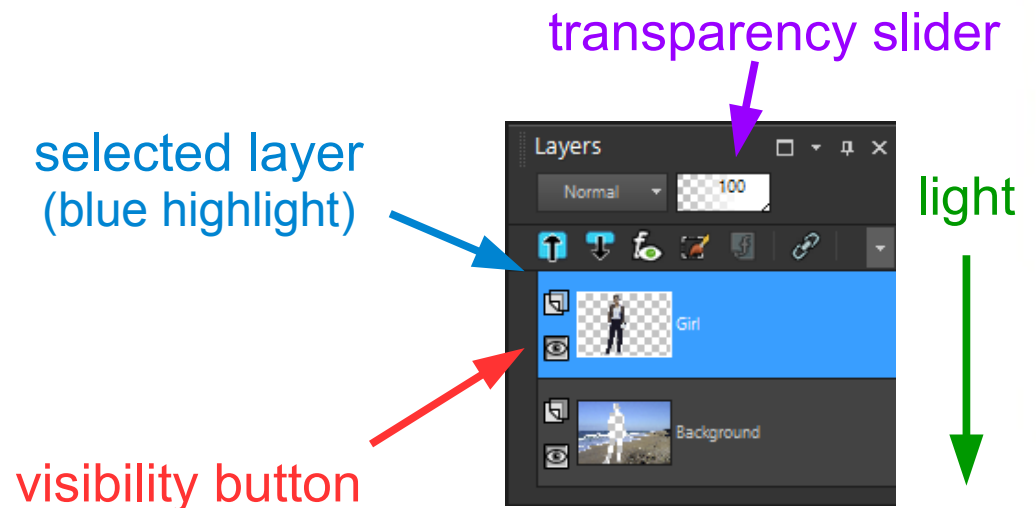 transparency slider
selected layer
(blue highlight)
Layers
Normal
100
light
Girl
Background
visibility button